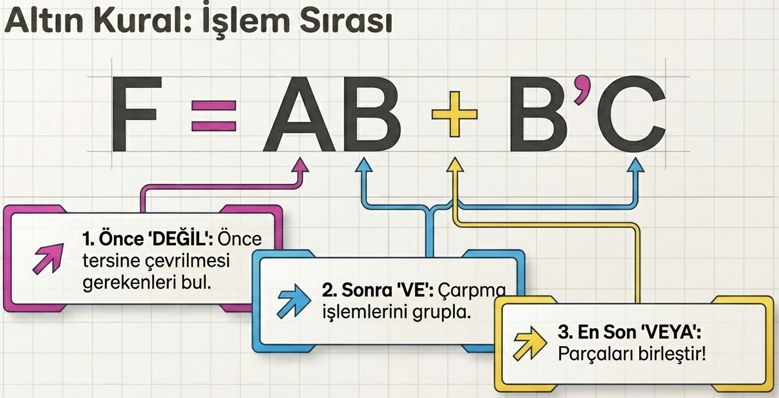 Altın Kural: İşlem Sırası
F = AB + B’C
1. Önce 'DEĞİL': Önce
tersine çevrilmesi
gerekenleri bul.
2. Sonra 'VE': Çarpma
işlemlerini grupla.
3. En Son 'VEYA':
Parçaları birleştir!